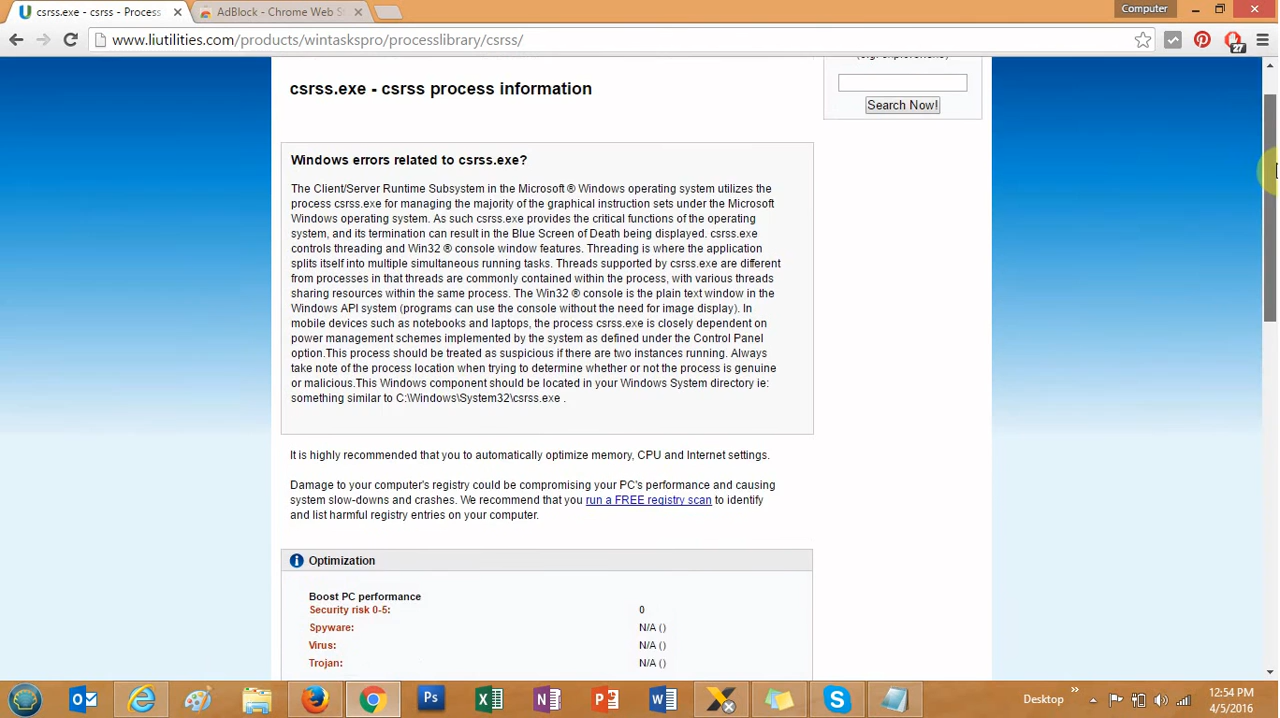 csrss.exe - csrss - Process
AdBlock - Chrome Web S
Computer
www.liutilities.com/products/wintaskspro/processlibrary/csrss/
27
csrss.exe - csrss process information
Search Now!
Windows errors related to csrss.exe?
The Client/Server Runtime Subsystem in the Microsoft ® Windows operating system utilizes the
process csrss.exe for managing the majority of the graphical instruction sets under the Microsoft
Windows operating system. As such csrss.exe provides the critical functions of the operating
system, and its termination can result in the Blue Screen of Death being displayed. csrss.exe
controls threading and Win32 ® console window features. Threading is where the application
splits itself into multiple simultaneous running tasks. Threads supported by csrss.exe are different
from processes in that threads are commonly contained within the process, with various threads
sharing resources within the same process. The Win32 ® console is the plain text window in the
Windows API system (programs can use the console without the need for image display). In
mobile devices such as notebooks and laptops, the process csrss.exe is closely dependent on
power management schemes implemented by the system as defined under the Control Panel
option.This process should be treated as suspicious if there are two instances running. Always
take note of the process location when trying to determine whether or not the process is genuine
or malicious.This Windows component should be located in your Windows System directory ie:
something similar to C:\Windows\System32\csrss.exe .
It is highly recommended that you to automatically optimize memory, CPU and Internet settings.
Damage to your computer's registry could be compromising your PC's performance and causing
system slow-downs and crashes. We recommend that you run a FREE registry scan to identify
and list harmful registry entries on your computer.
Optimization
Boost PC performance
Security risk 0-5: 0
Spyware: N/A ()
Virus: N/A ()
Trojan: N/A ()
Desktop
12:54 PM
4/5/2016